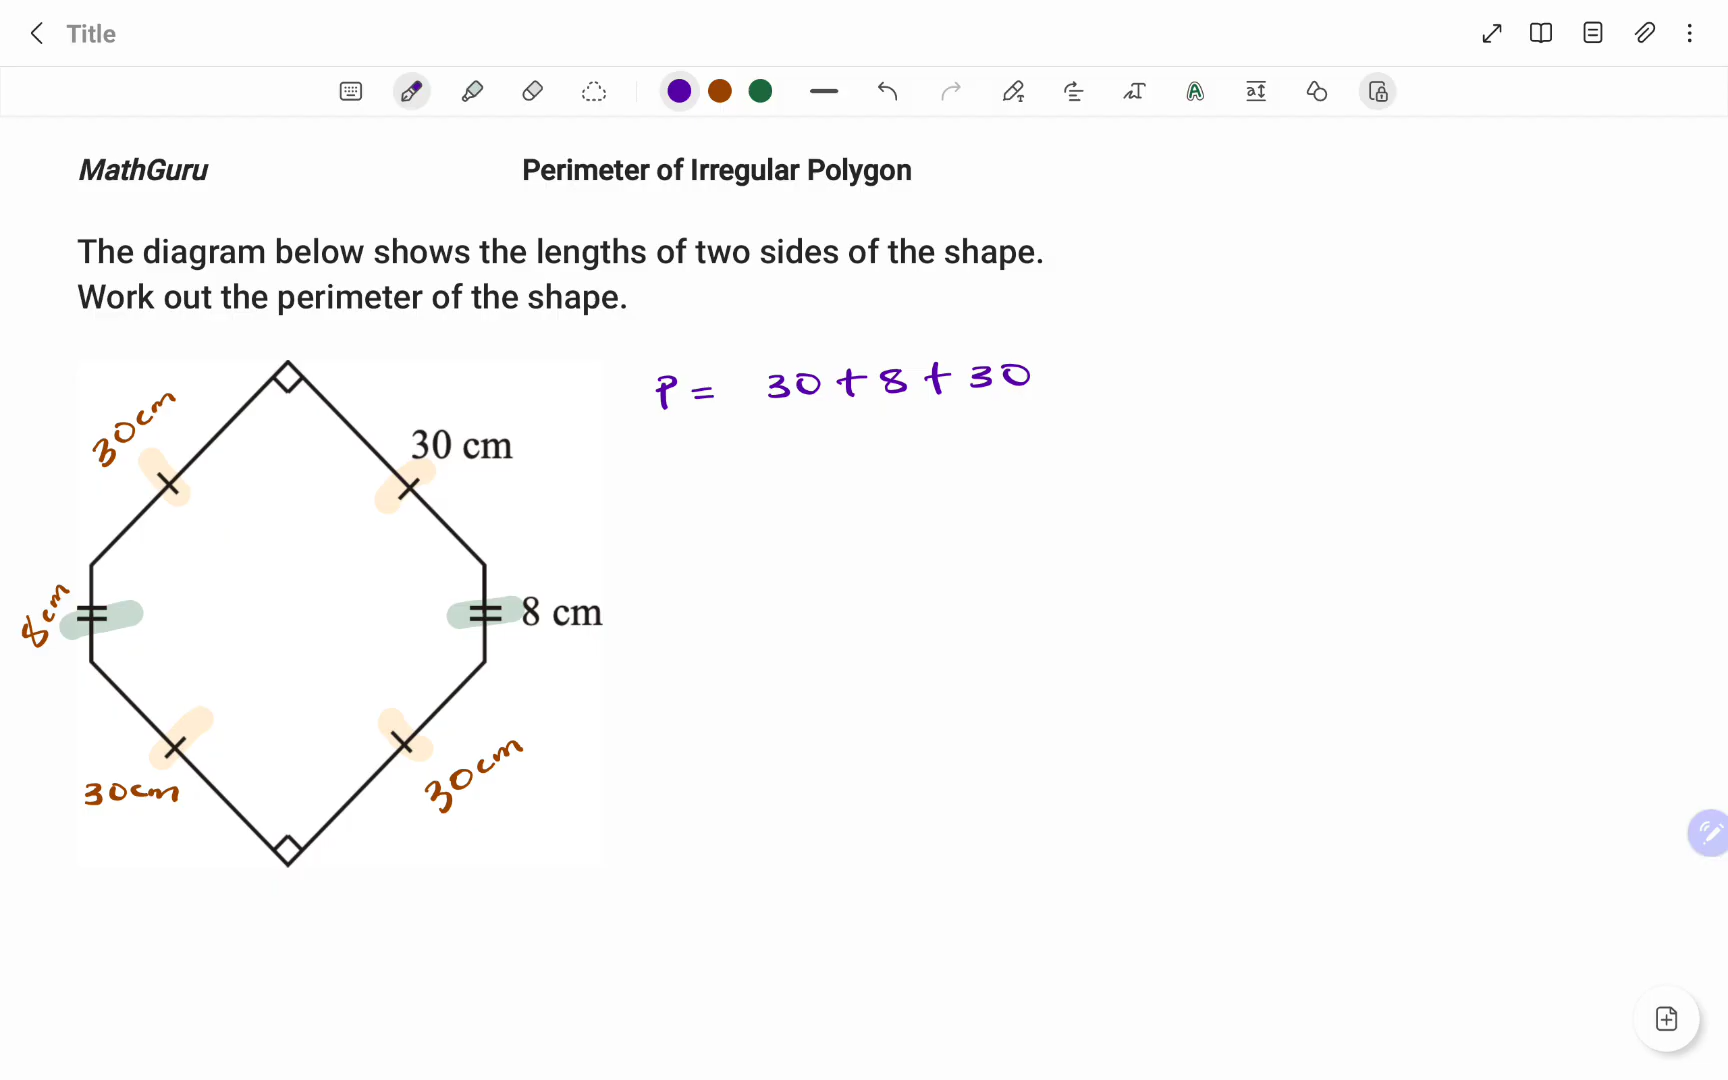 Title
MathGuru
Perimeter of Irregular Polygon
The diagram below shows the lengths of two sides of the shape.
Work out the perimeter of the shape.
P = 30 + 8 + 30
30cm
30 cm
8cm
8 cm
30cm
30cm